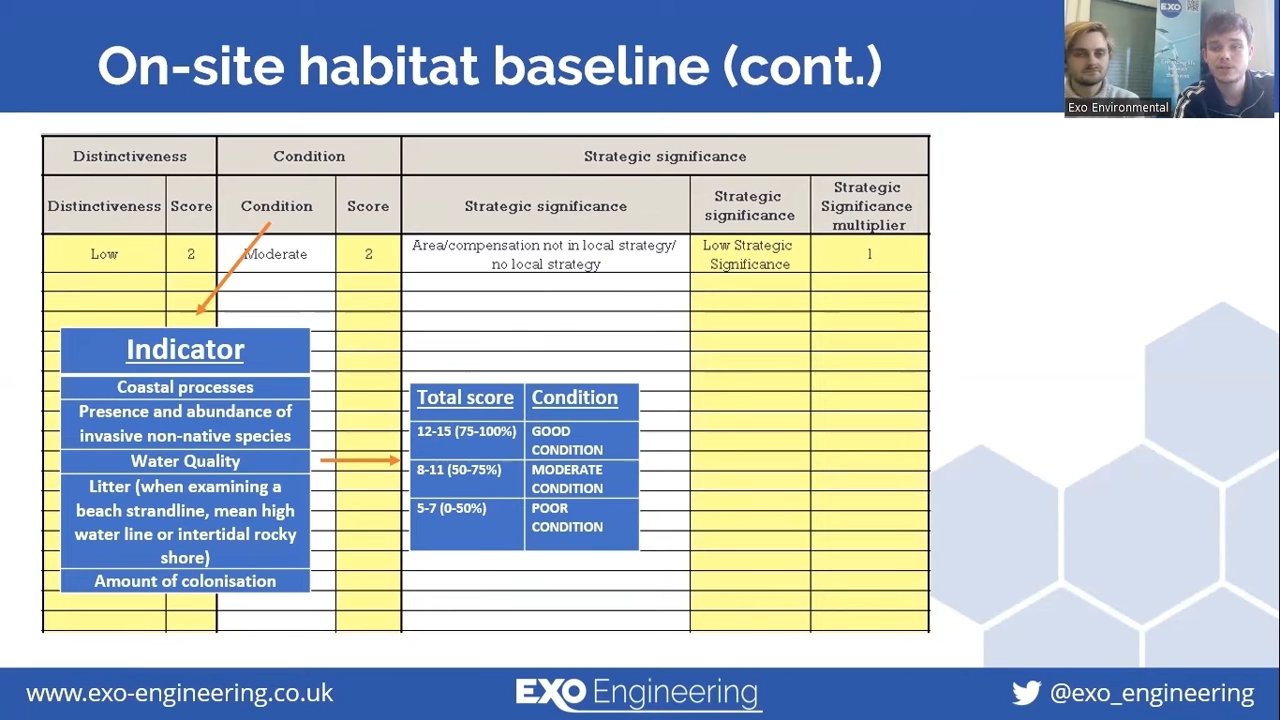 On-site habitat baseline (cont.)
EXO
Exo Environmental
Distinctiveness
Condition
Strategic significance
Distinctiveness
Score
Condition
Score
Strategic significance
Strategic
significance
Strategic
Significance
multiplier
Low
2
Moderate
2
Area/compensation not in local strategy/
no local strategy
Low Strategic
Significance
1
Indicator
Coastal processes
Presence and abundance of
invasive non-native species
Water Quality
Litter (when examining a
beach strandline, mean high
water line or intertidal rocky
shore)
Amount of colonisation
Total score
Condition
12-15 (75-100%)
GOOD
CONDITION
8-11 (50-75%)
MODERATE
CONDITION
5-7 (0-50%)
POOR
CONDITION
www.exo-engineering.co.uk
EXO Engineering
@exo_engineering